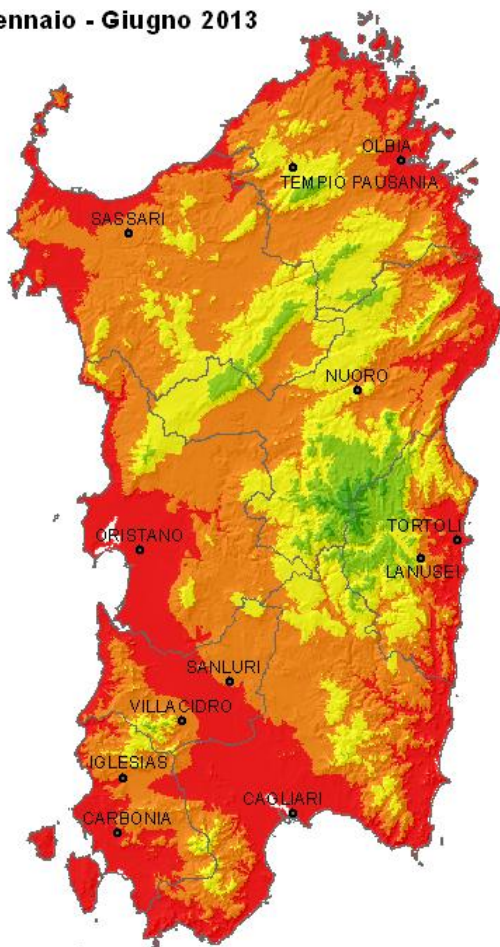 ennaio - Giugno 2013
OLBIA
TEMPIO PAUSANIA
SASSARI
NUORO
TORTOLI
ORISTANO
LANUSEI
SANLURI
VILLACIDRO
IGLESIAS
CAGLIARI
CARBONIA